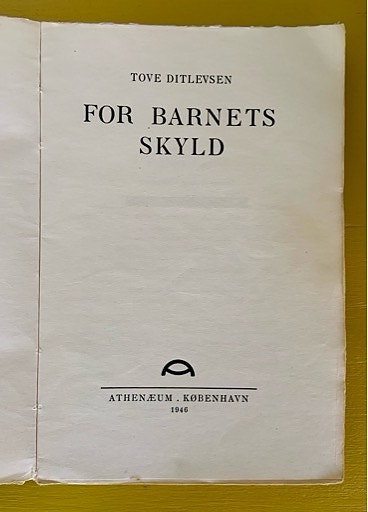 TOVE DITLEVSEN
FOR BARNETS
SKYLD
ATHENÆUM . KØBENHAVN
1946